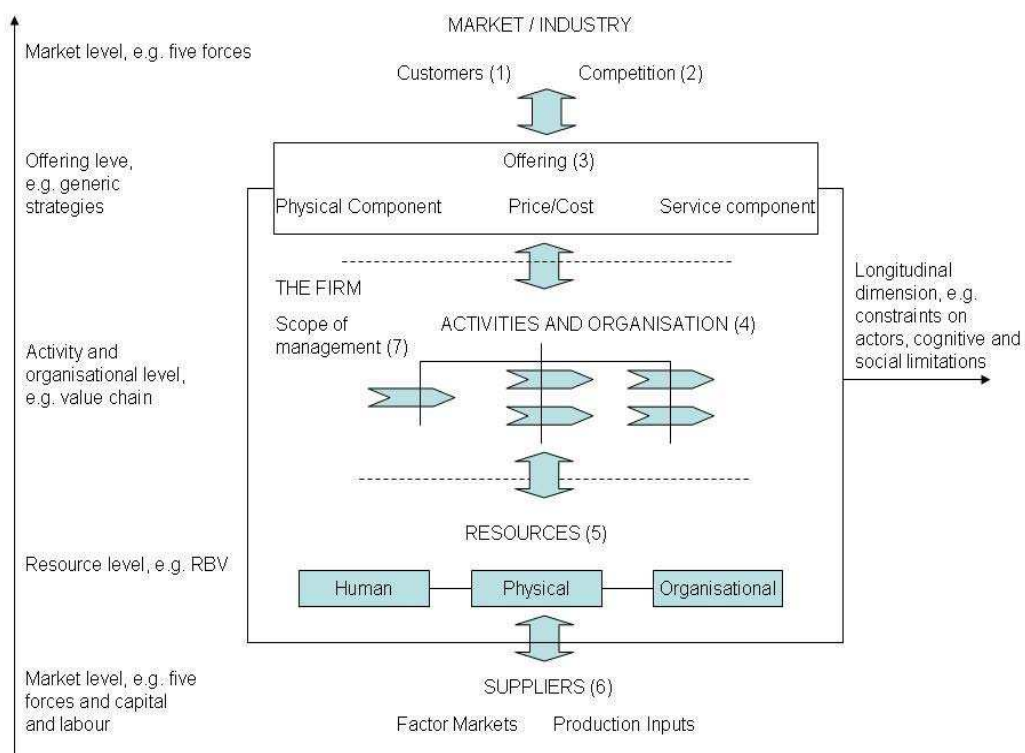 MARKET / INDUSTRY
Market level, e.g. five forces
Customers (1) Competition (2)
Offering leve,
e.g. generic
strategies
Offering (3)
Physical Component Price/Cost Service component
THE FIRM
Scope of
management (7)
ACTIVITIES AND ORGANISATION (4)
Longitudinal
dimension, e.g.
constraints on
actors, cognitive and
social limitations
Activity and
organisational level,
e.g. value chain
RESOURCES (5)
Resource level, e.g. RBV
Human Physical Organisational
Market level, e.g. five
forces and capital
and labour
SUPPLIERS (6)
Factor Markets Production Inputs